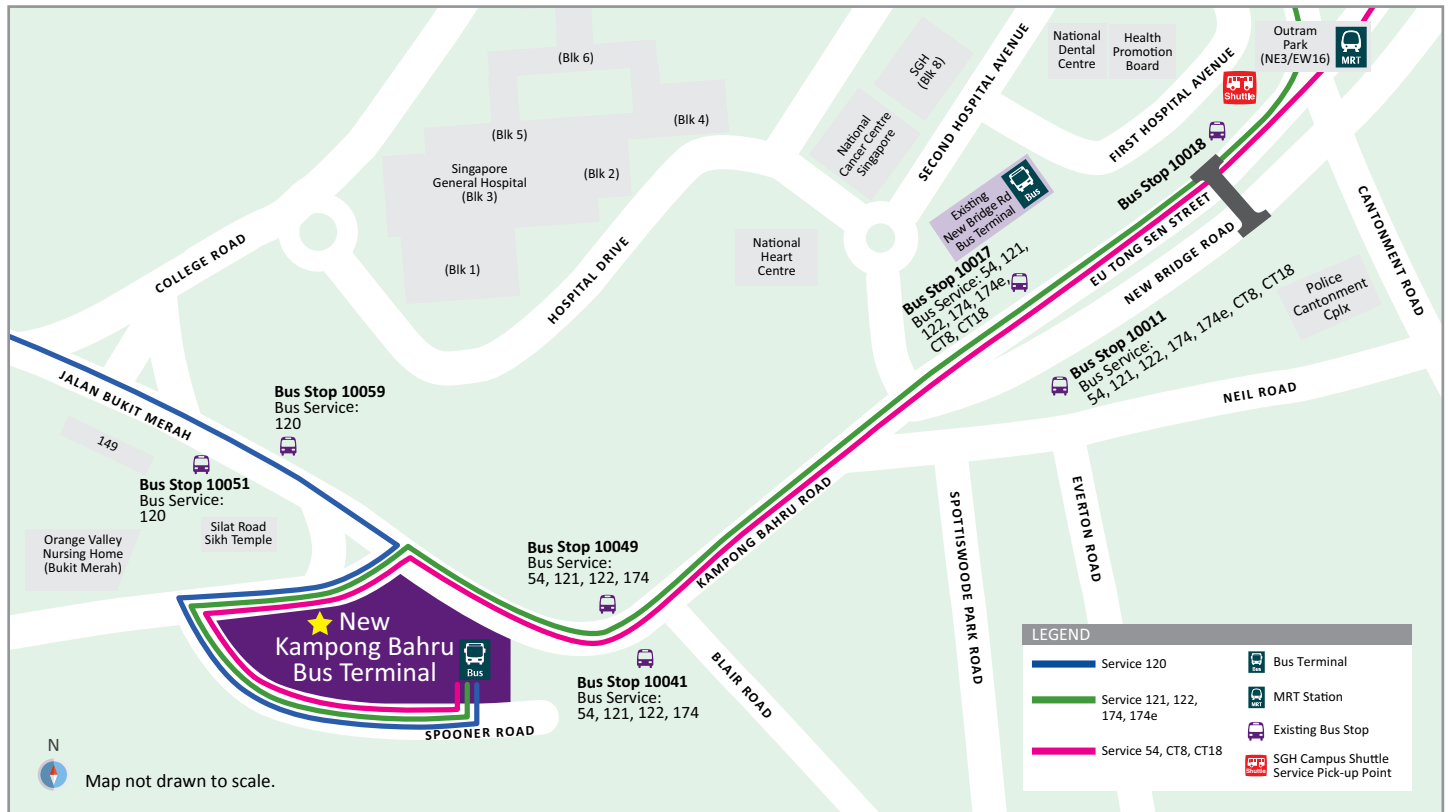 (Blk 6)
(Blk 5)
(Blk 4)
Singapore
General Hospital
(Blk 3)
(Blk 2)
(Blk 1)
SGH
(Blk 8)
National
Cancer Centre
Singapore
National
Dental
Centre
Health
Promotion
Board
Outram
Park
(NE3/EW16)
MRT
Shuttle
SECOND HOSPITAL AVENUE
FIRST HOSPITAL AVENUE
Bus Stop 10018
Existing
New Bridge Rd
Bus Terminal
Bus
National
Heart
Centre
COLLEGE ROAD
HOSPITAL DRIVE
Bus Stop 10017
Bus Service: 54, 121,
122, 174, 174e,
CT8, CT18
EU TONG SEN STREET
NEW BRIDGE ROAD
CANTONMENT ROAD
Police
Cantonment
Cplx
Bus Stop 10011
Bus Service:
54, 121, 122, 174, 174e, CT8, CT18
NEIL ROAD
JALAN BUKIT MERAH
149
Bus Stop 10059
Bus Service:
120
Bus Stop 10051
Bus Service:
120
Silat Road
Sikh Temple
Orange Valley
Nursing Home
(Bukit Merah)
Bus Stop 10049
Bus Service:
54, 121, 122, 174
KAMPONG BAHRU ROAD
SPOTTISWOODE PARK ROAD
EVERTON ROAD
New
Kampong Bahru
Bus Terminal
Bus
Bus Stop 10041
Bus Service:
54, 121, 122, 174
BLAIR ROAD
SPOONER ROAD
N
Map not drawn to scale.
LEGEND
Service 120
Service 121, 122,
174, 174e
Service 54, CT8, CT18
Bus
Bus Terminal
MRT
MRT Station
Existing Bus Stop
Shuttle
SGH Campus Shuttle
Service Pick-up Point